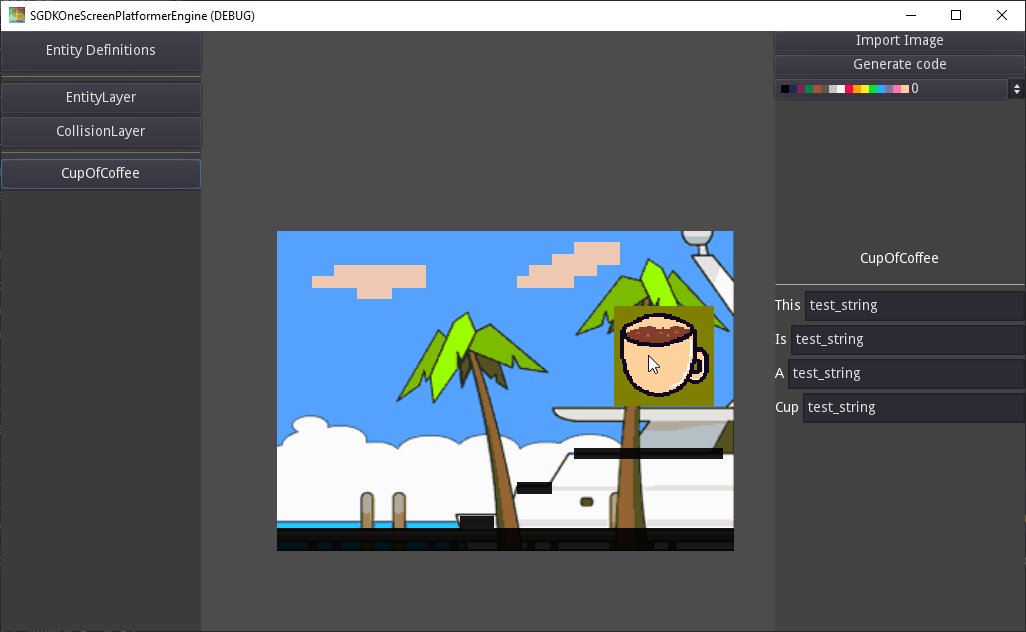 SGDKOneScreenPlatformerEngine (DEBUG)
Entity Definitions
EntityLayer
CollisionLayer
CupOfCoffee
Import Image
Generate code
0
CupOfCoffee
This test_string
Is test_string
A test_string
Cup test_string